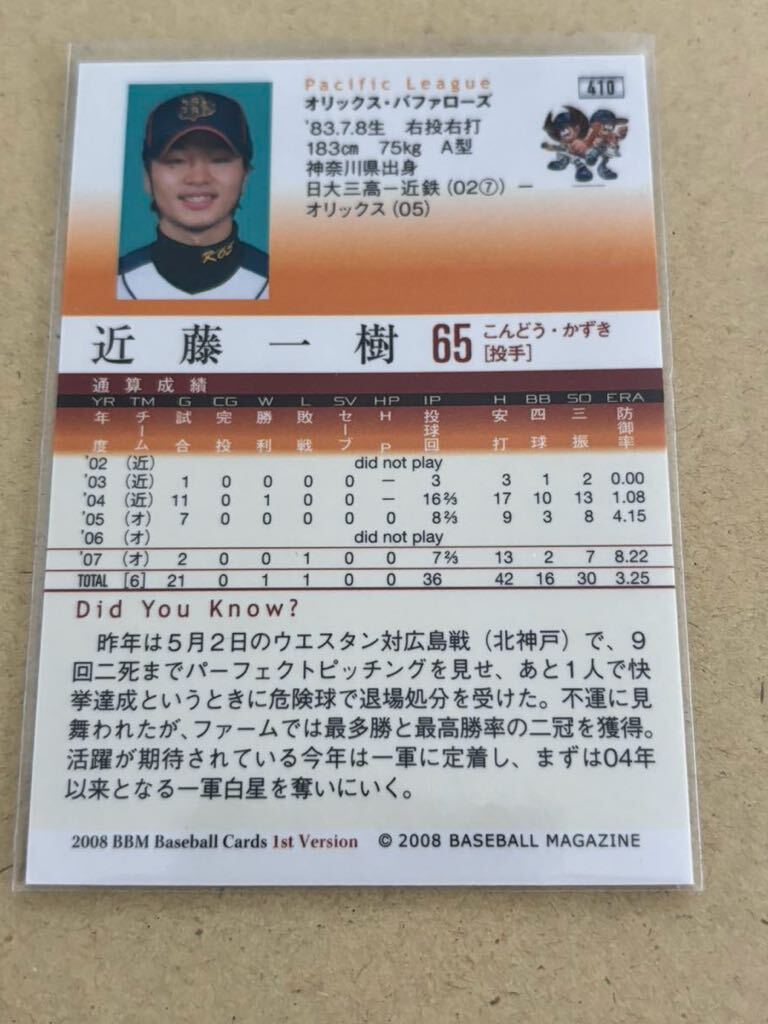 Pacific League
410
オリックス・バファローズ
'83.7.8生 右投右打
183cm 75kg A型
神奈川県出身
日大三高－近鉄（02⑦）－
オリックス（05）
近藤一樹 65 こんどう・かずき
[投手]
通算成績
YR TM G CG W L SV HP IP H BB SO ERA
年度 チーム 試合 完投 勝利 敗戦 セーブ HP 投球回 安打 四球 三振 防御率
'02 (近) did not play
'03 (近) 1 0 0 0 0 － 3 3 1 2 0.00
'04 (近) 11 0 1 0 0 － 16⅔ 17 10 13 1.08
'05 (オ) 7 0 0 0 0 0 8⅔ 9 3 8 4.15
'06 (オ) did not play
'07 (オ) 2 0 0 1 0 0 7⅔ 13 2 7 8.22
TOTAL [6] 21 0 1 1 0 0 36 42 16 30 3.25
Did You Know?
昨年は5月2日のウエスタン対広島戦（北神戸）で、9
回二死までパーフェクトピッチングを見せ、あと1人で快
挙達成というときに危険球で退場処分を受けた。不運に見
舞われたが、ファームでは最多勝と最高勝率の二冠を獲得。
活躍が期待されている今年は一軍に定着し、まずは04年
以来となる一軍白星を奪いにいく。
2008 BBM Baseball Cards 1st Version © 2008 BASEBALL MAGAZINE